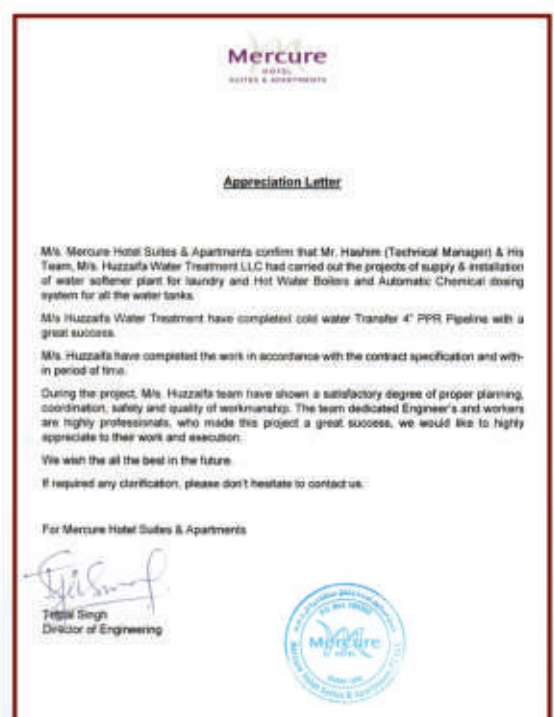 Mercure
HOTEL
SUITES & APARTMENTS
Appreciation Letter
M/s. Mercure Hotel Suites & Apartments confirm that Mr. Hashim (Technical Manager) & His
Team, M/s. Huzzaifa Water Treatment LLC had carried out the projects of supply & installation
of water softener plant for laundry and Hot Water Boilers and Automatic Chemical dosing
system for all the water tanks.
M/s Huzzaifa Water Treatment have completed cold water Transfer 4" PPR Pipeline with a
great success.
M/s. Huzzaifa have completed the work in accordance with the contract specification and with-
in period of time.
During the project, M/s. Huzzaifa team have shown a satisfactory degree of proper planning,
coordination, safety and quality of workmanship. The team dedicated Engineer's and workers
are highly professionals, who made this project a great success, we would like to highly
appreciate to their work and execution.
We wish the all the best in the future.
If required any clarification, please don't hesitate to contact us.
For Mercure Hotel Suites & Apartments
Singh
Director of Engineering
Mercure
HOTEL
Mercure Hotel Suites & Apartments